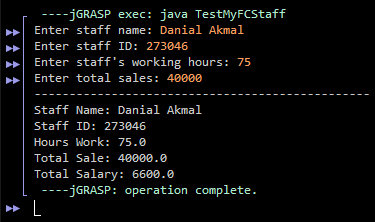 ----jGRASP exec: java TestMyFCStaff
Enter staff name: Danial Akmal
Enter staff ID: 273046
Enter staff's working hours: 75
Enter total sales: 40000
------------------------------------------------
Staff Name: Danial Akmal
Staff ID: 273046
Hours Work: 75.0
Total Sale: 40000.0
Total Salary: 6600.0
----jGRASP: operation complete.